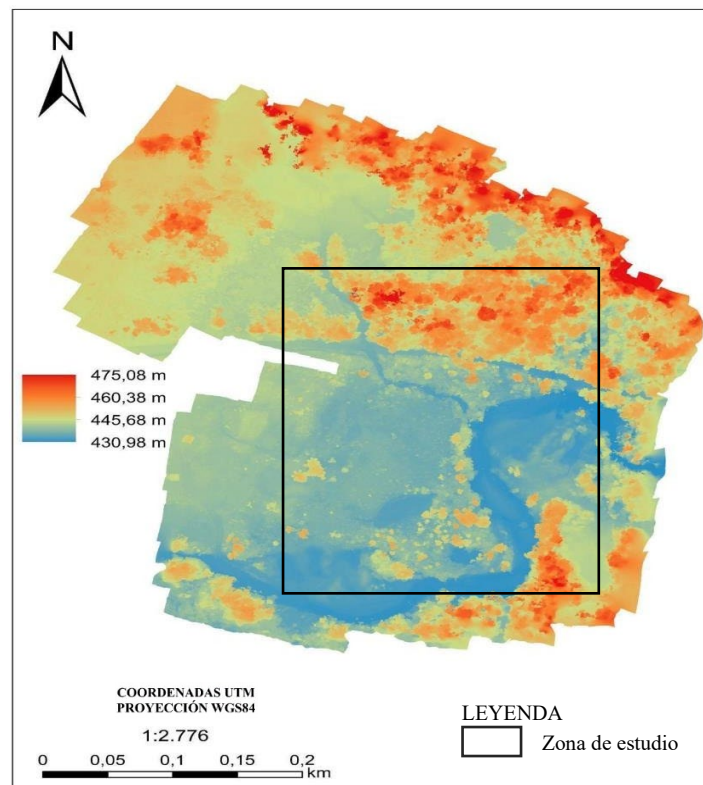 N
475,08 m
460,38 m
445,68 m
430,98 m
COORDENADAS UTM
PROYECCIÓN WGS84
1:2.776
0 0,05 0,1 0,15 0,2
km
LEYENDA
Zona de estudio